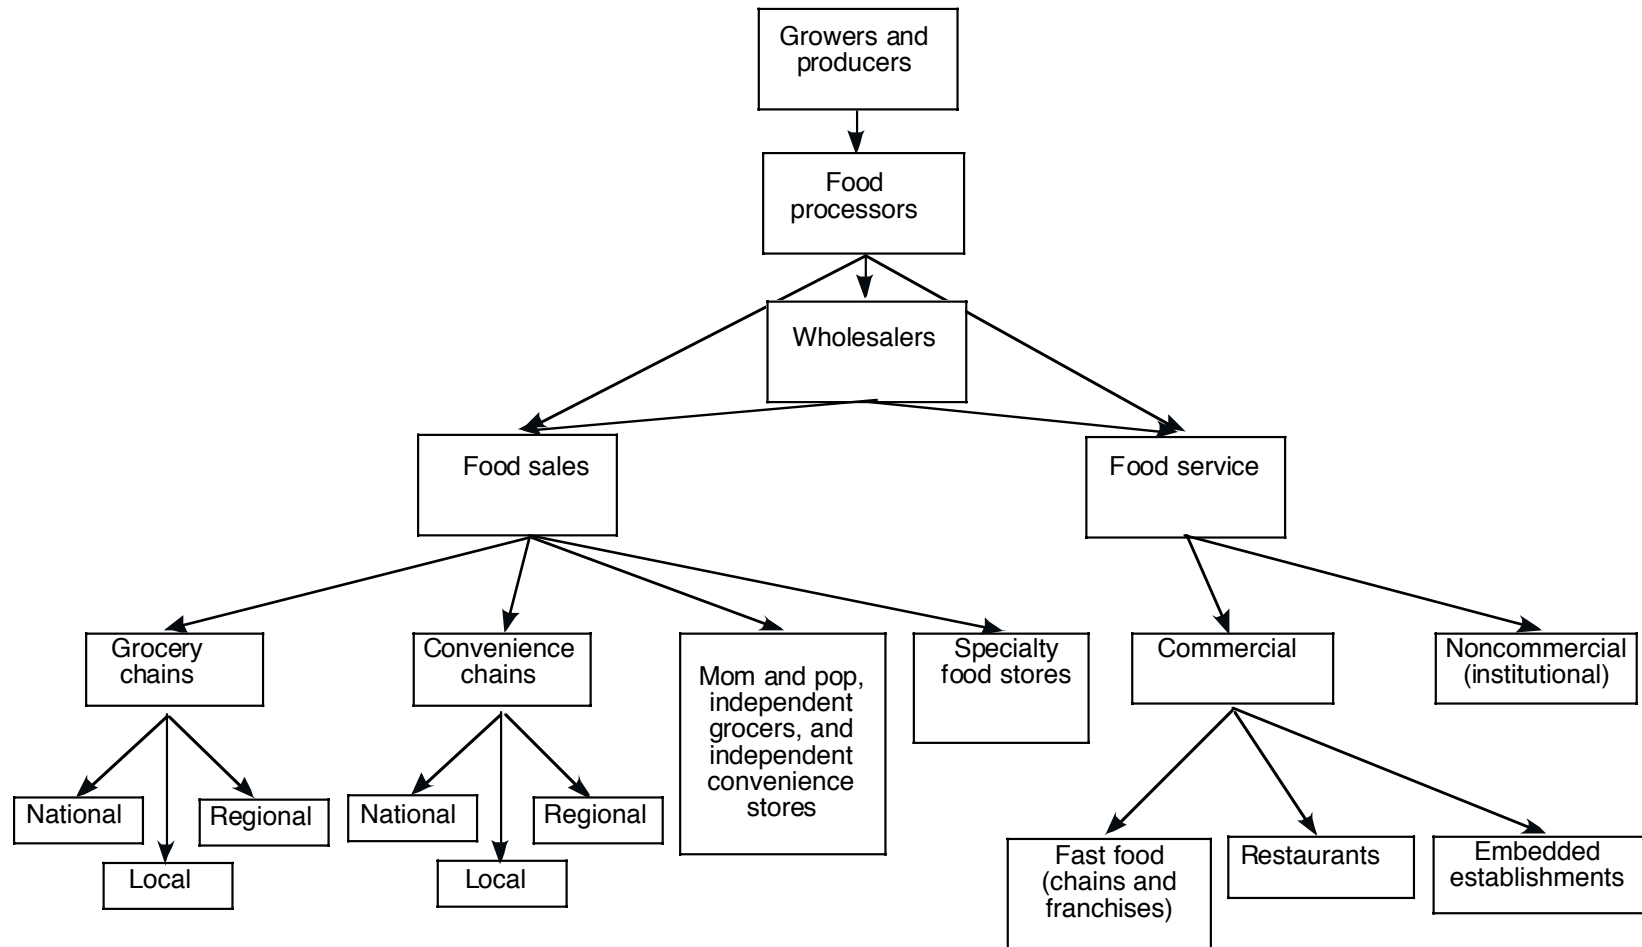 Growers and
producers
Food
processors
Wholesalers
Food sales
Food service
Grocery
chains
Convenience
chains
Mom and pop,
independent
grocers, and
independent
convenience
stores
Specialty
food stores
Commercial
Noncommercial
(institutional)
National
Regional
Local
National
Regional
Local
Fast food
(chains and
franchises)
Restaurants
Embedded
establishments